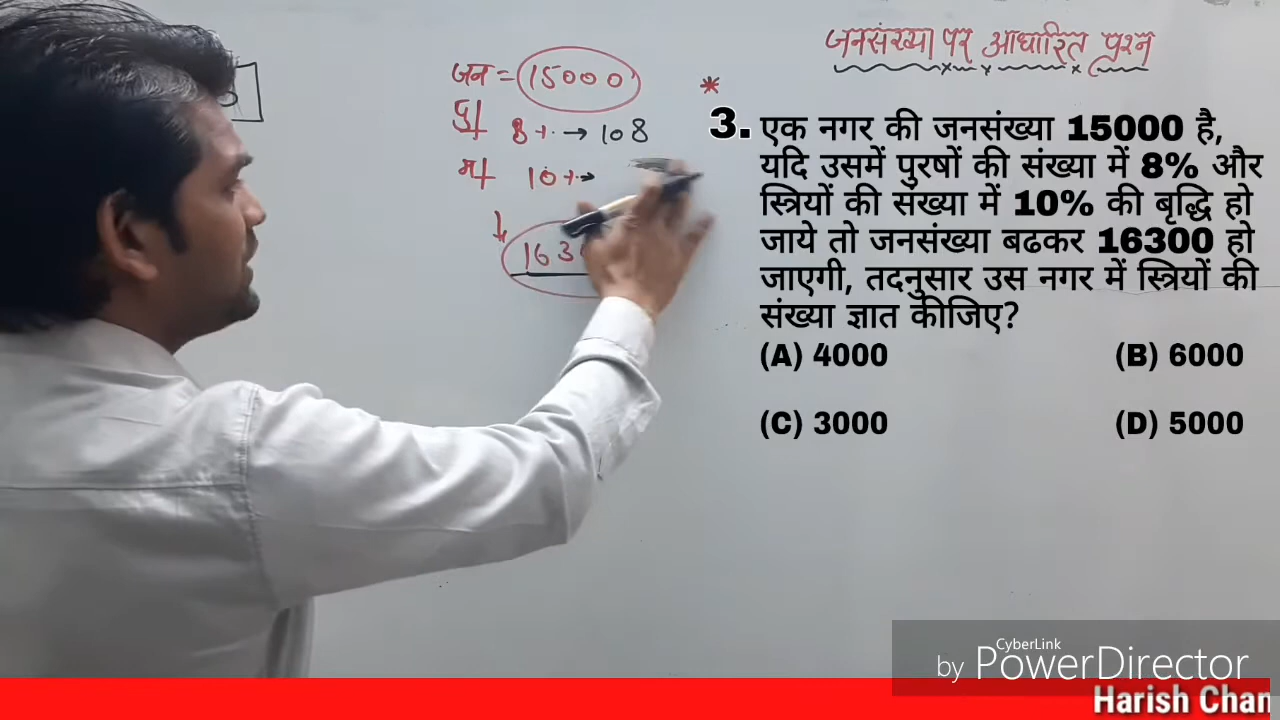 जनसंख्या पर आधारित प्रश्न
जन = 15000
पु 8% → 108
म 10% →
163
*
3. एक नगर की जनसंख्या 15000 है,
यदि उसमें पुरषों की संख्या में 8% और
स्त्रियों की संख्या में 10% की बृद्धि हो
जाये तो जनसंख्या बढकर 16300 हो
जाएगी, तदनुसार उस नगर में स्त्रियों की
संख्या ज्ञात कीजिए?
(A) 4000 (B) 6000
(C) 3000 (D) 5000
by CyberLink PowerDirector
Harish Chan